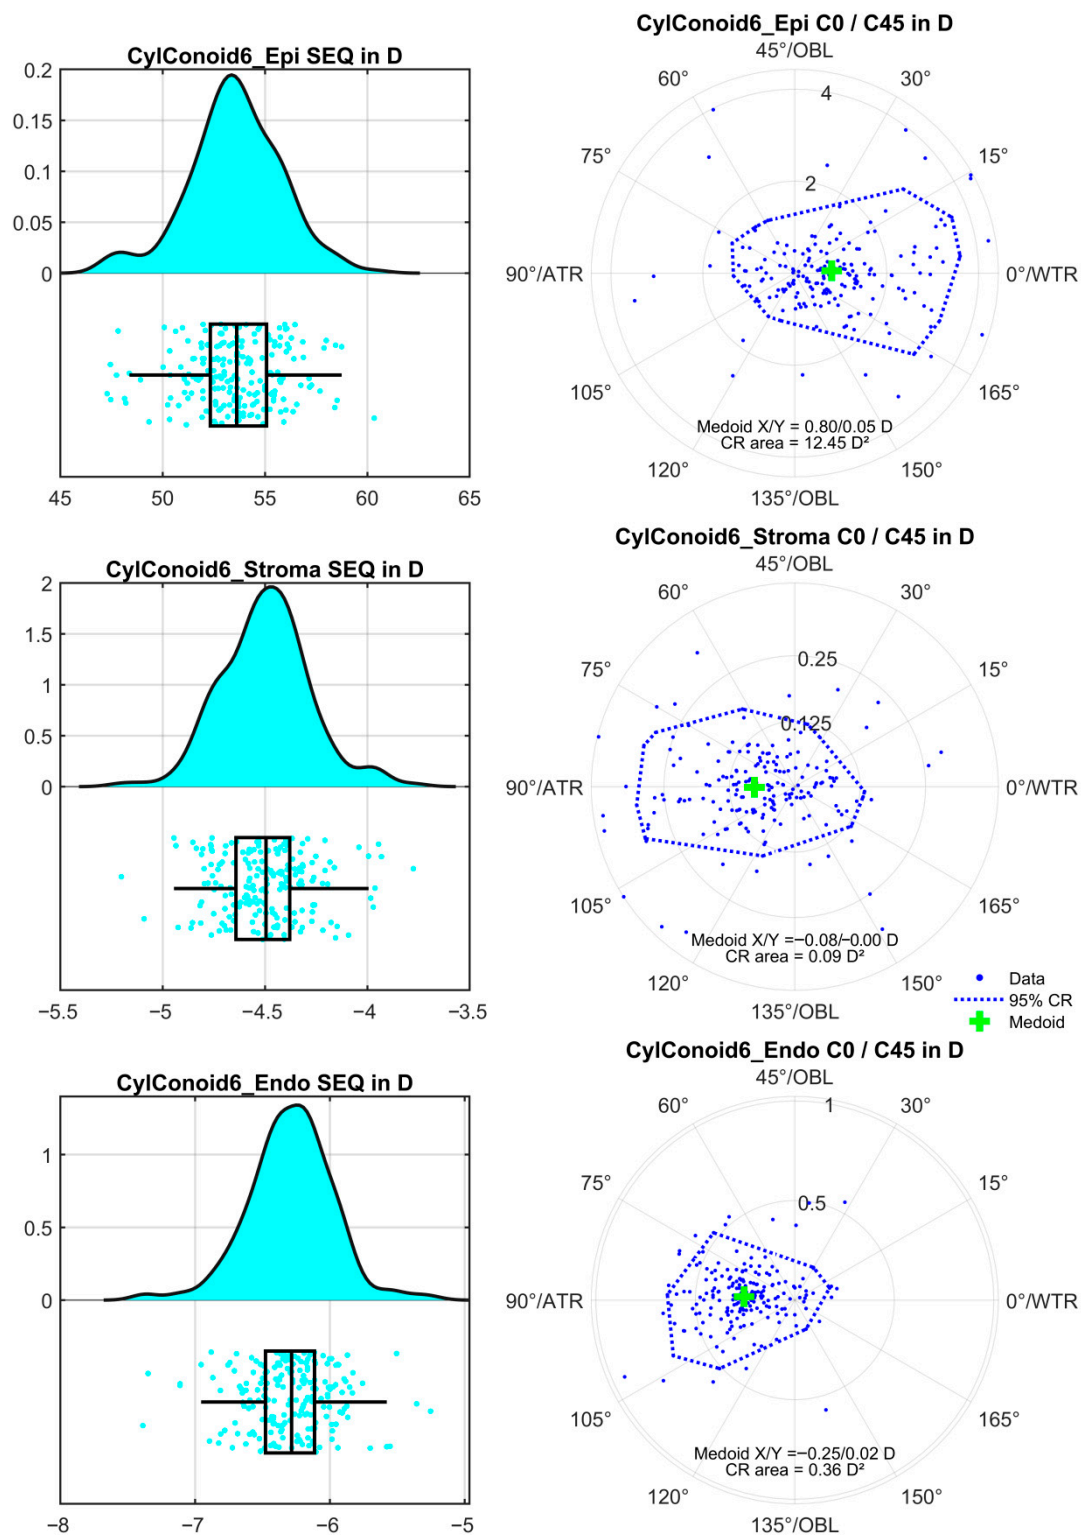 CylConoid6_Epi SEQ in D
0.2
0.15
0.1
0.05
0
45
50
55
60
65
CylConoid6_Epi C0 / C45 in D
45°/OBL
60°
30°
4
75°
15°
2
90°/ATR
0°/WTR
105°
165°
Medoid X/Y = 0.80/0.05 D
CR area = 12.45 D²
120°
150°
135°/OBL
CylConoid6_Stroma SEQ in D
2
1.5
1
0.5
0
−5.5
−5
−4.5
−4
−3.5
CylConoid6_Stroma C0 / C45 in D
45°/OBL
60°
30°
0.25
75°
15°
0.125
90°/ATR
0°/WTR
105°
165°
Medoid X/Y =−0.08/−0.00 D
CR area = 0.09 D²
120°
150°
135°/OBL
Data
95% CR
Medoid
CylConoid6_Endo SEQ in D
1
0.5
0
−8
−7
−6
−5
CylConoid6_Endo C0 / C45 in D
45°/OBL
60°
1
30°
75°
15°
0.5
90°/ATR
0°/WTR
105°
165°
Medoid X/Y =−0.25/0.02 D
CR area = 0.36 D²
120°
150°
135°/OBL